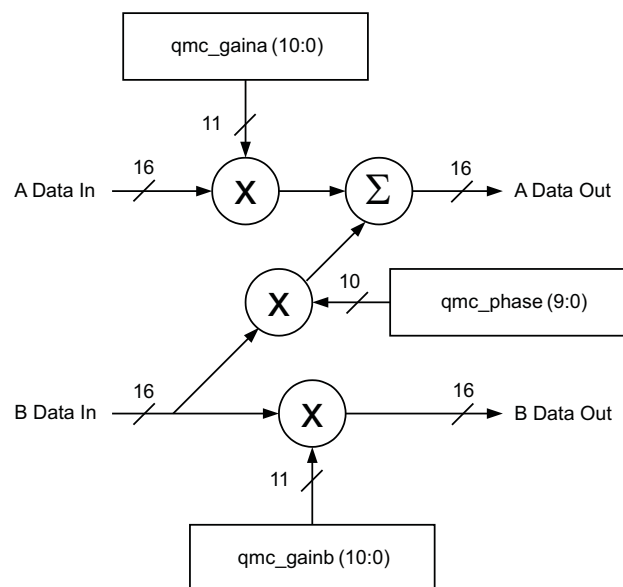 qmc_gaina (10:0)
11
16
A Data In
X
Σ
16
A Data Out
X
10
qmc_phase (9:0)
16
B Data In
X
16
B Data Out
11
qmc_gainb (10:0)